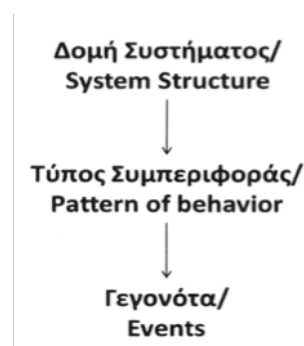 Δομή Συστήματος/
System Structure
Τύπος Συμπεριφοράς/
Pattern of behavior
Γεγονότα/
Events